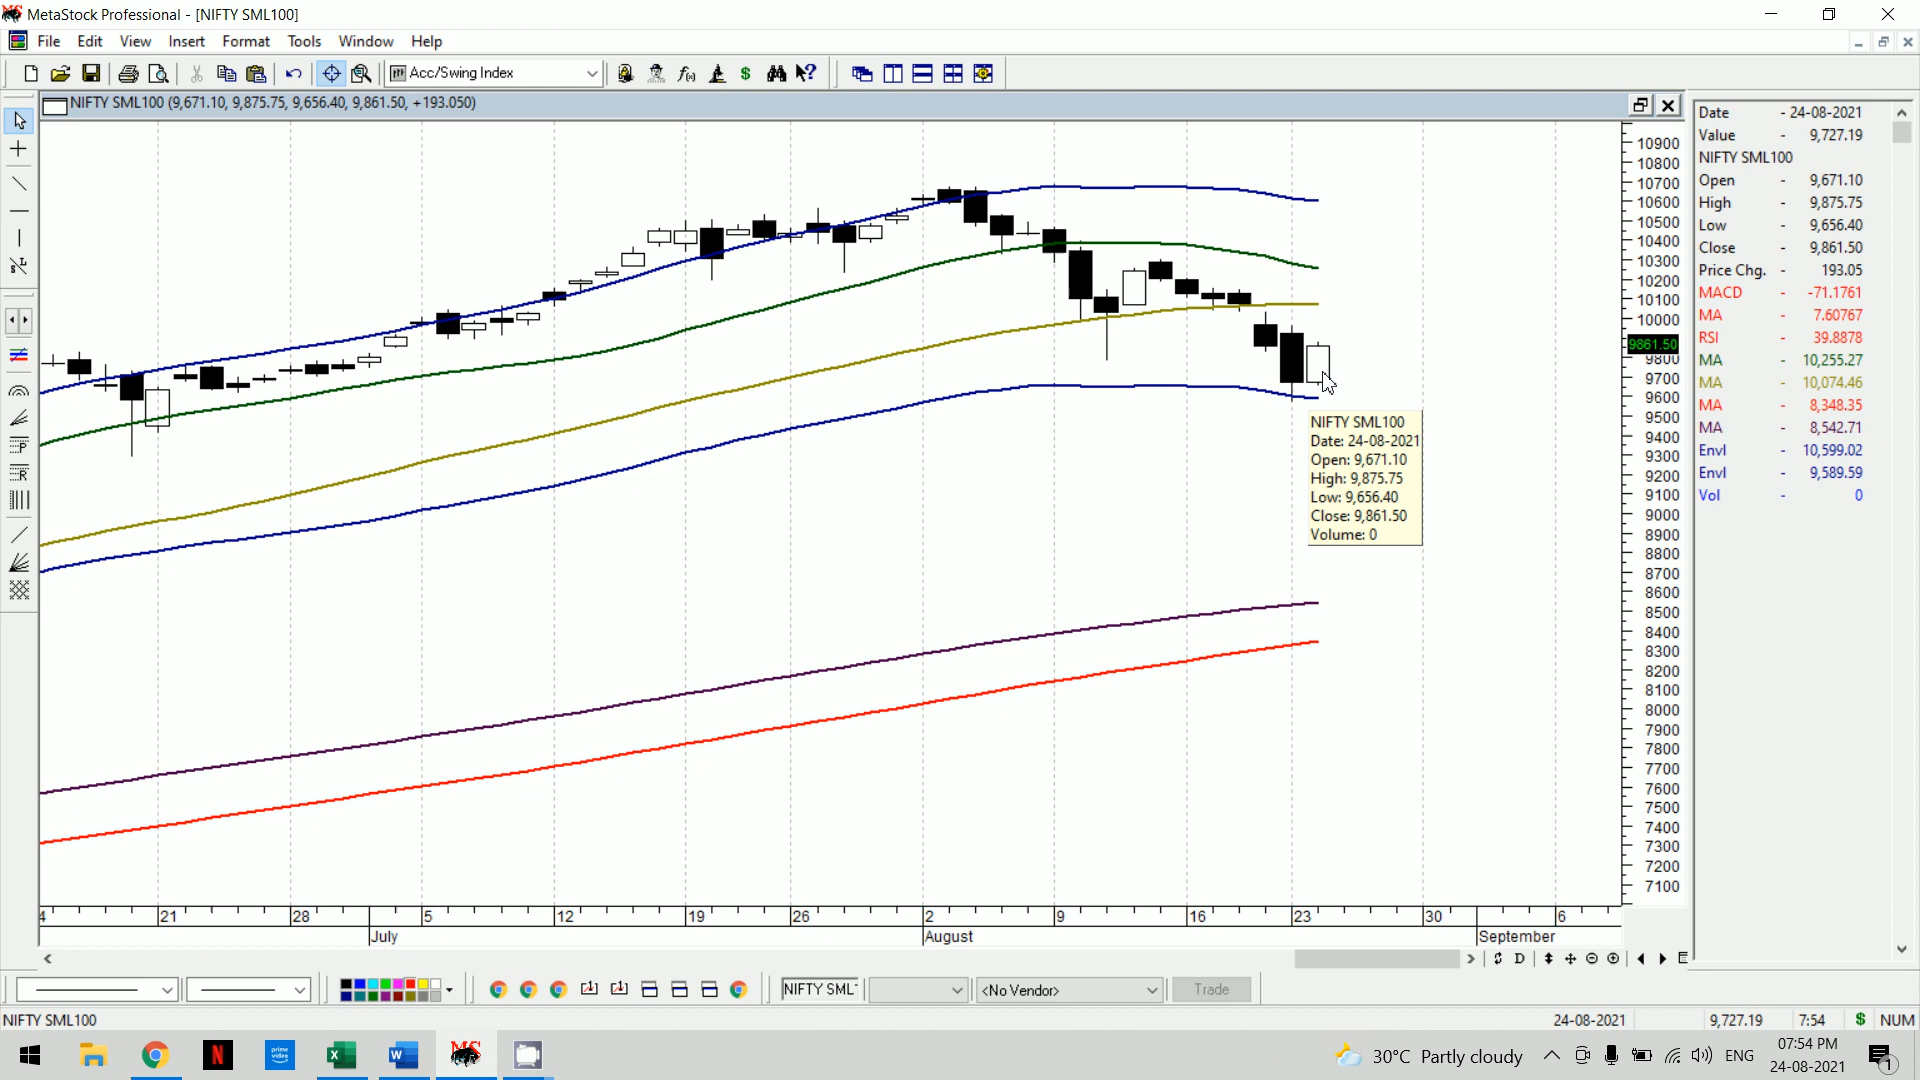 MetaStock Professional - [NIFTY SML100]
File Edit View Insert Format Tools Window Help
Acc/Swing Index
NIFTY SML100 (9,671.10, 9,875.75, 9,656.40, 9,861.50, +193.050)
Date - 24-08-2021
Value - 9,727.19
NIFTY SML100
Open - 9,671.10
High - 9,875.75
Low - 9,656.40
Close - 9,861.50
Price Chg. - 193.05
MACD - -71.1761
MA - 7.60767
RSI - 39.8878
MA - 10,255.27
MA - 10,074.46
MA - 8,348.35
MA - 8,542.71
Envl - 10,599.02
Envl - 9,589.59
Vol - 0
10900
10800
10700
10600
10500
10400
10300
10200
10100
10000
9861.50
9800
9700
9600
9500
9400
9300
9200
9100
9000
8900
8800
8700
8600
8500
8400
8300
8200
8100
8000
7900
7800
7700
7600
7500
7400
7300
7200
7100
NIFTY SML100
Date: 24-08-2021
Open: 9,671.10
High: 9,875.75
Low: 9,656.40
Close: 9,861.50
Volume: 0
4 21 28 5 12 19 26 2 9 16 23 30 6
July August September
D
NIFTY SML <No Vendor> Trade
NIFTY SML100 24-08-2021 9,727.19 7:54 $ NUM
prime video
30°C Partly cloudy ENG 07:54 PM
24-08-2021
1